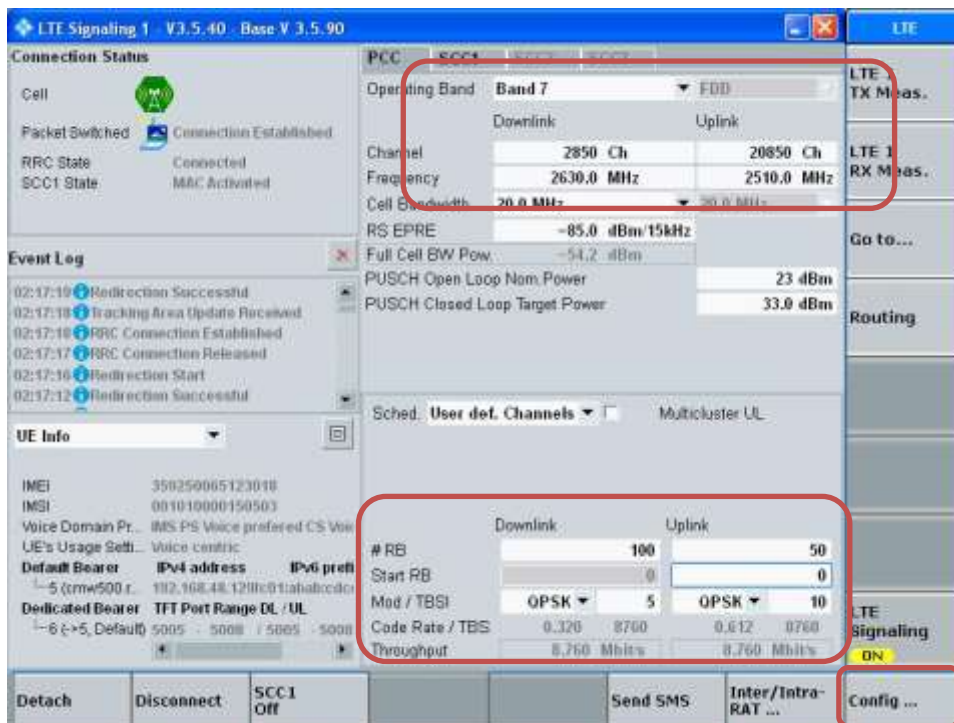 LTE Signaling 1 - V3.5.40 - Base V 3.5.90
LTE
Connection Status
Cell
Packet Switched Connection Established
RRC State Connected
SCC1 State MAC Activated
PCC SCC1
Operating Band Band 7 FDD
Downlink Uplink
Channel 2850 Ch 20850 Ch
Frequency 2630.0 MHz 2510.0 MHz
Cell Bandwidth 20.0 MHz 20.0 MHz
RS EPRE -85.0 dBm/15kHz
Full Cell BW Pow. -54.2 dBm
PUSCH Open Loop Nom.Power 23 dBm
PUSCH Closed Loop Target Power 33.0 dBm
Event Log
02:17:19 Redirection Successful
02:17:18 Tracking Area Update Received
02:17:18 RRC Connection Established
02:17:17 RRC Connection Released
02:17:16 Redirection Start
02:17:12 Redirection Successful
Sched. User def. Channels Multicluster UL
UE Info
IMEI
IMSI 001010000150503
Voice Domain Pr... IMS PS Voice prefered CS Voi
UE's Usage Setti... Voice centric
Default Bearer IPv4 address IPv6 prefi
5 (cmw500.r...
Dedicated Bearer TFT Port Range DL / UL
6 (->5, Default) 5005 - 5008 / 5005 - 5008
Downlink Uplink
# RB 100 50
Start RB 0 0
Mod / TBSI QPSK 5 QPSK 10
Code Rate / TBS 0.320 8760 0.612 8760
Throughput 8.760 Mbit/s 8.760 Mbit/s
LTE 1
TX Meas.
LTE 1
RX Meas.
Go to...
Routing
LTE
Signaling
ON
Detach
Disconnect
SCC1
Off
Send SMS
Inter/Intra-
RAT ...
Config ...